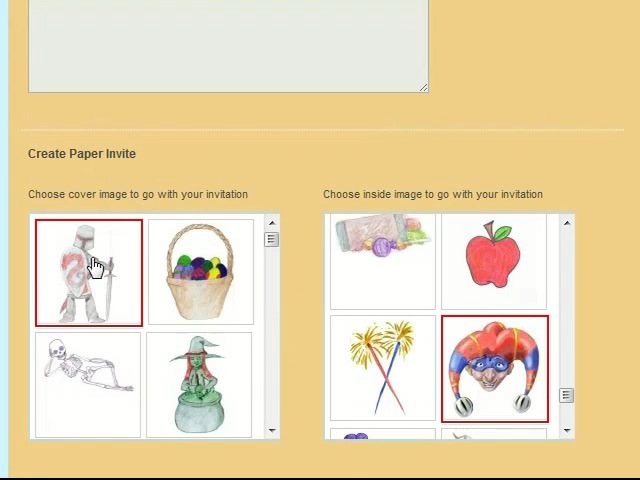 Create Paper Invite
Choose cover image to go with your invitation
Choose inside image to go with your invitation